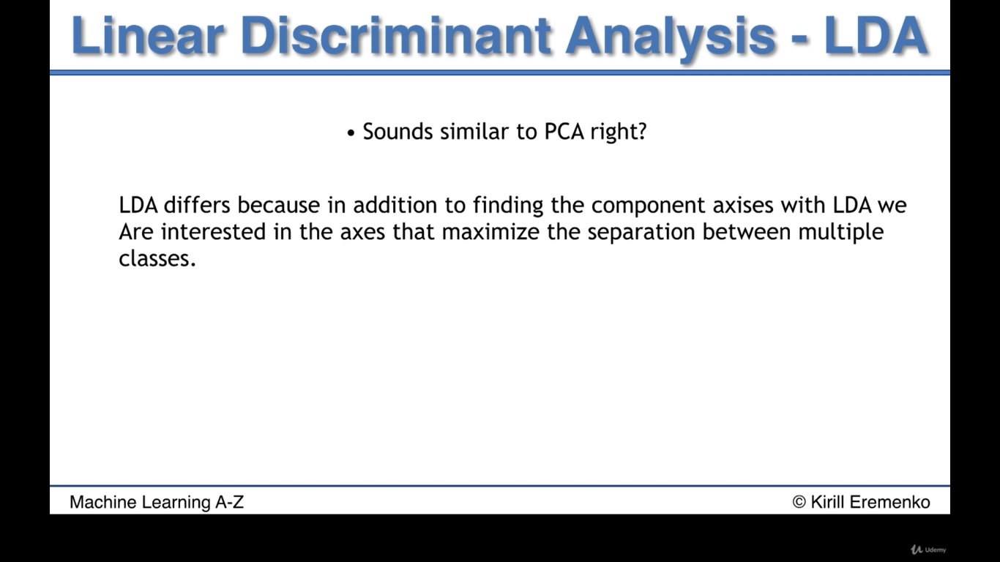 Linear Discriminant Analysis - LDA
• Sounds similar to PCA right?
LDA differs because in addition to finding the component axises with LDA we
Are interested in the axes that maximize the separation between multiple
classes.
Machine Learning A-Z
© Kirill Eremenko
Udemy